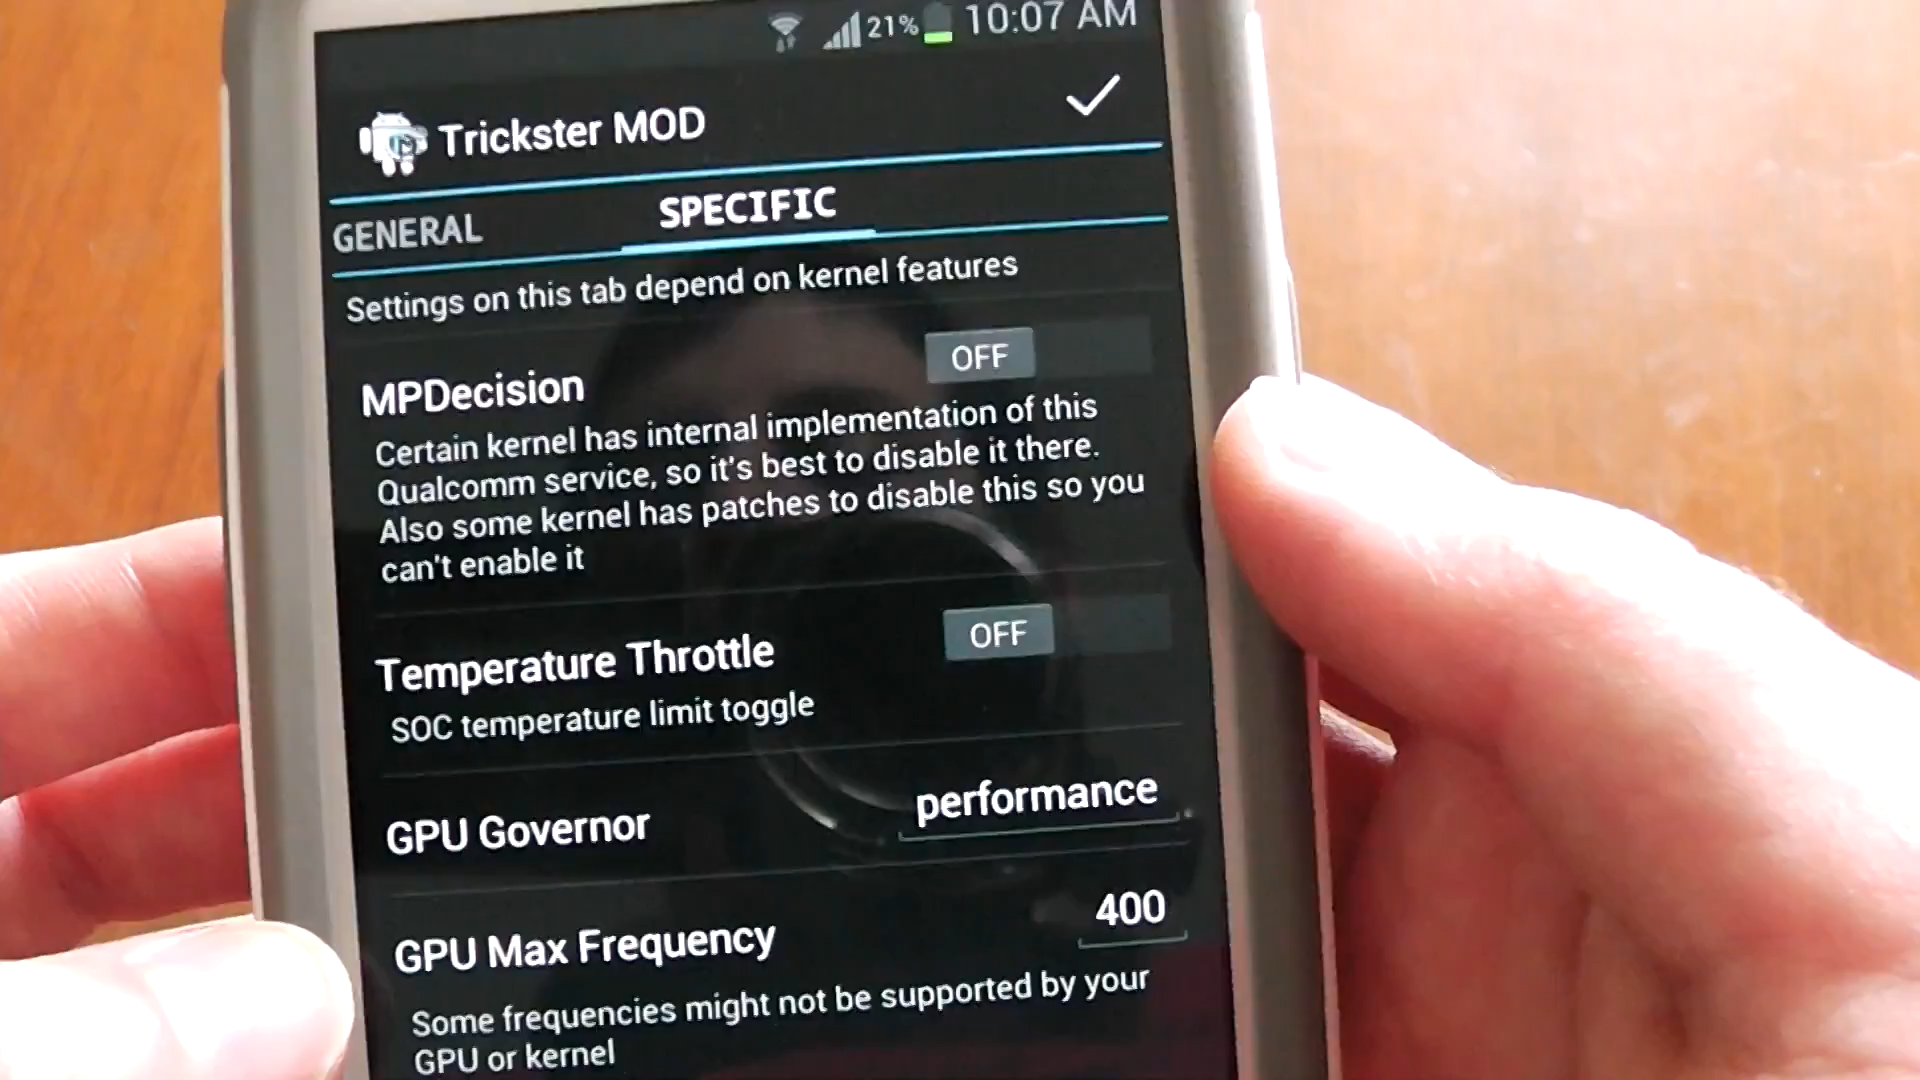 21% 10:07 AM
Trickster MOD
GENERAL SPECIFIC
Settings on this tab depend on kernel features
MPDecision OFF
Certain kernel has internal implementation of this
Qualcomm service, so it's best to disable it there.
Also some kernel has patches to disable this so you
can't enable it
Temperature Throttle OFF
SOC temperature limit toggle
GPU Governor performance
GPU Max Frequency 400
Some frequencies might not be supported by your
GPU or kernel